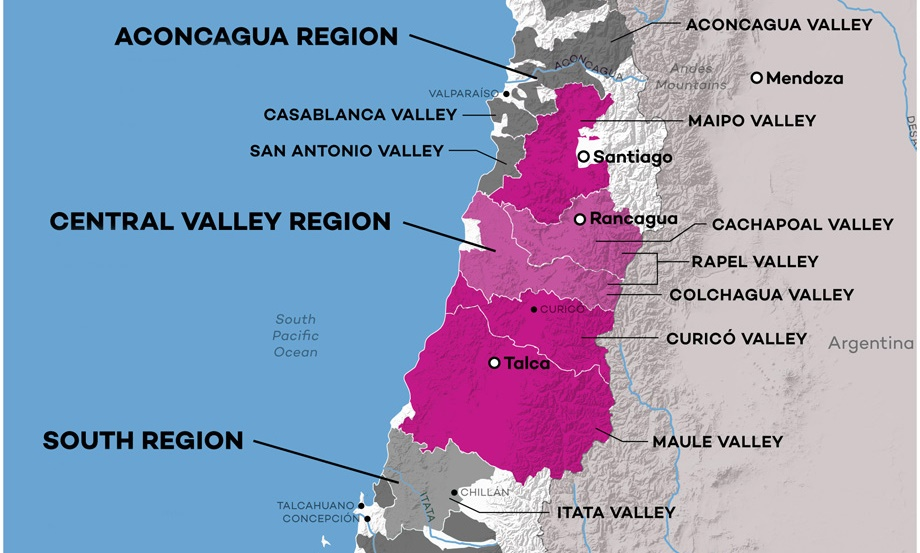 ACONCAGUA VALLEY
ACONCAGUA REGION
ACONCAGUA
Andes
Mountains
Mendoza
VALPARAÍSO
CASABLANCA VALLEY
MAIPO VALLEY
SAN ANTONIO VALLEY
Santiago
CENTRAL VALLEY REGION
Rancagua
CACHAPOAL VALLEY
RAPEL VALLEY
COLCHAGUA VALLEY
CURICÓ
South
Pacific
Ocean
CURICÓ VALLEY
Argentina
Talca
SOUTH REGION
MAULE VALLEY
CHILLÁN
TALCAHUANO
CONCEPCIÓN
ITATA
ITATA VALLEY